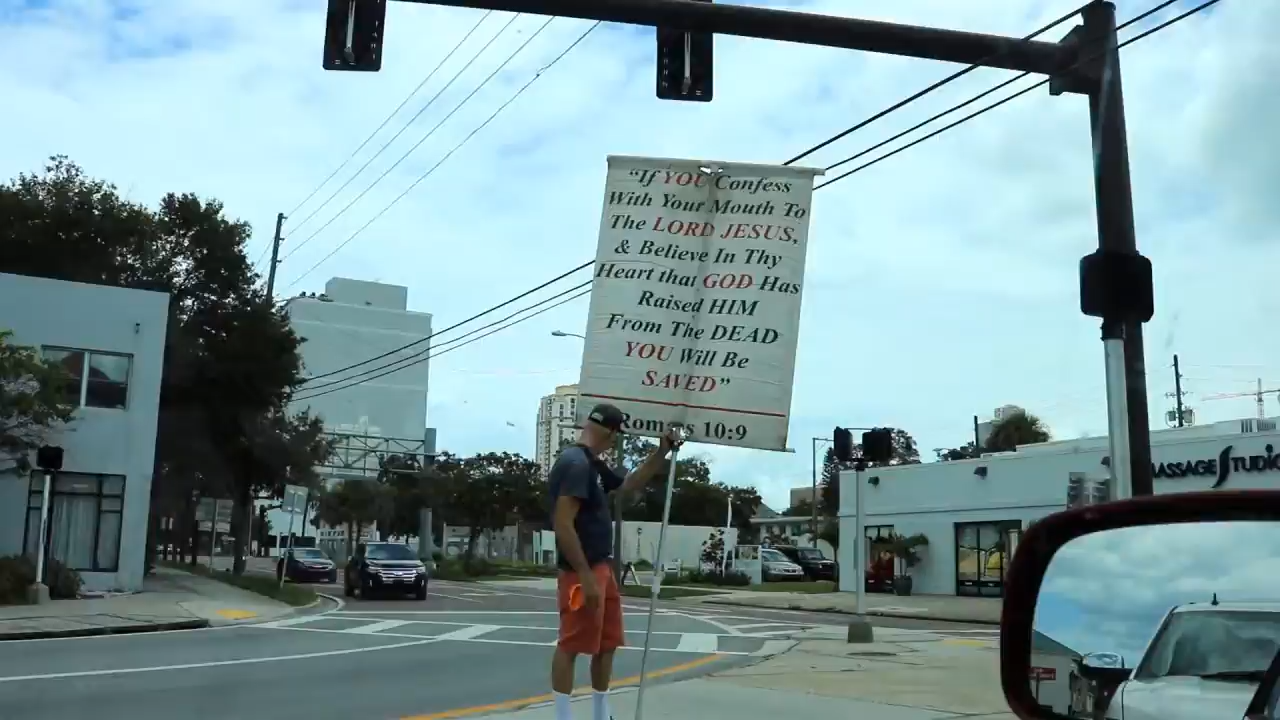 “If YOU Confess
With Your Mouth To
The LORD JESUS,
& Believe In Thy
Heart that GOD Has
Raised HIM
From The DEAD
YOU Will Be
SAVED”
Romans 10:9
MASSAGE STUDIO